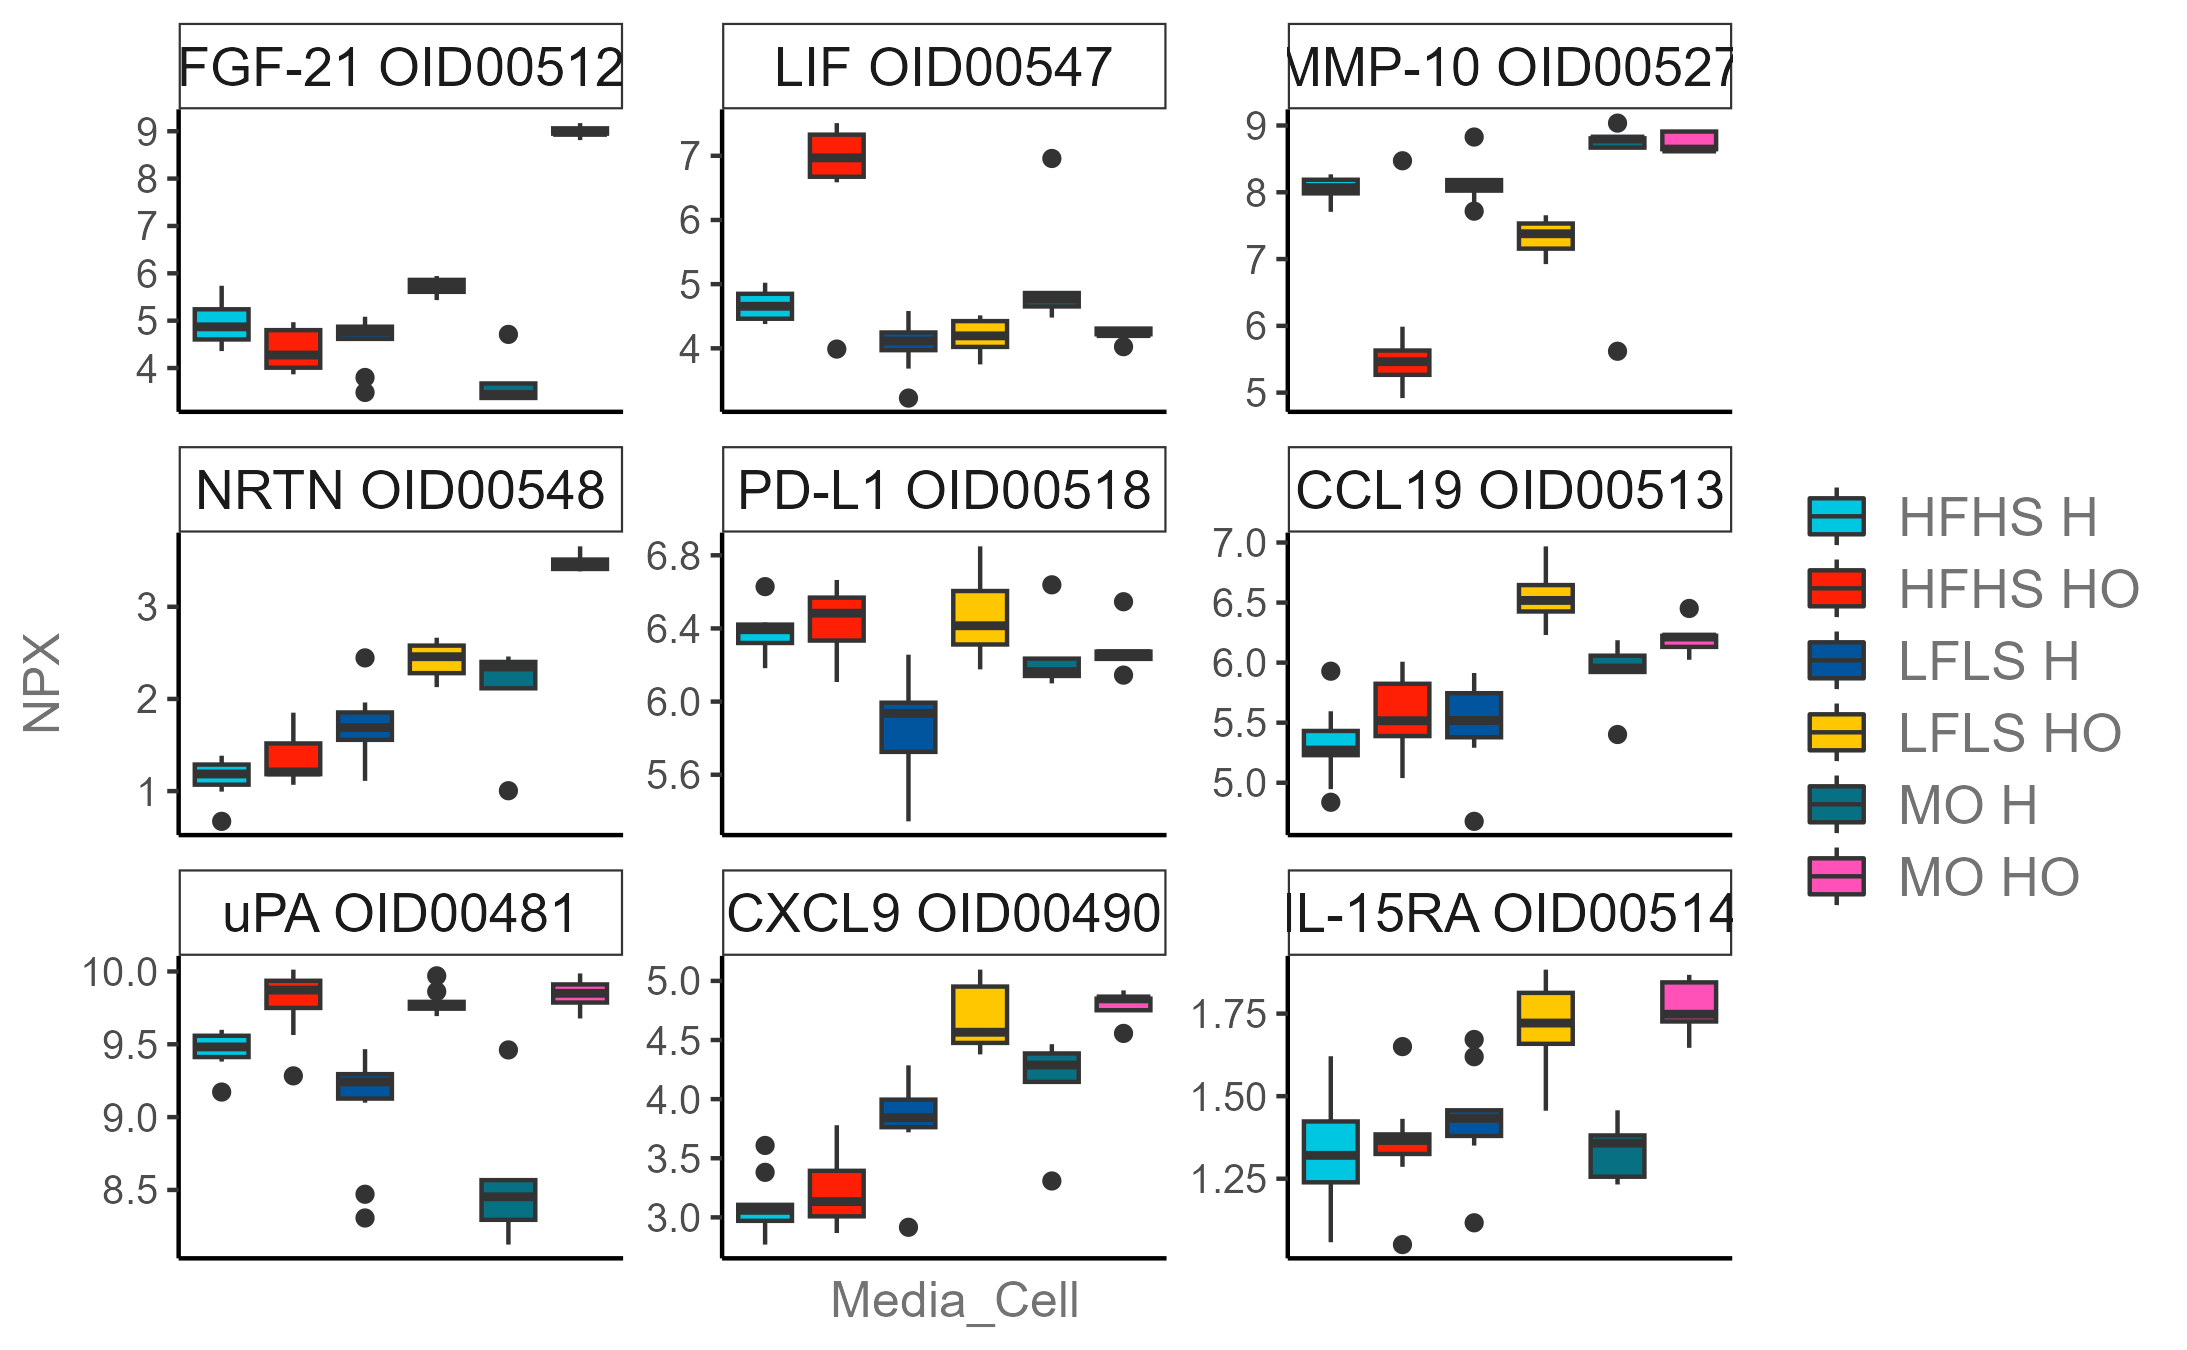 FGF-21 OID00512
LIF OID00547
MMP-10 OID00527
9
8
7
6
5
4
7
6
5
4
9
8
7
6
5
NRTN OID00548
PD-L1 OID00518
CCL19 OID00513
3
2
1
6.8
6.4
6.0
5.6
7.0
6.5
6.0
5.5
5.0
uPA OID00481
CXCL9 OID00490
IL-15RA OID00514
10.0
9.5
9.0
8.5
5.0
4.5
4.0
3.5
3.0
1.75
1.50
1.25
NPX
Media_Cell
HFHS H
HFHS HO
LFLS H
LFLS HO
MO H
MO HO